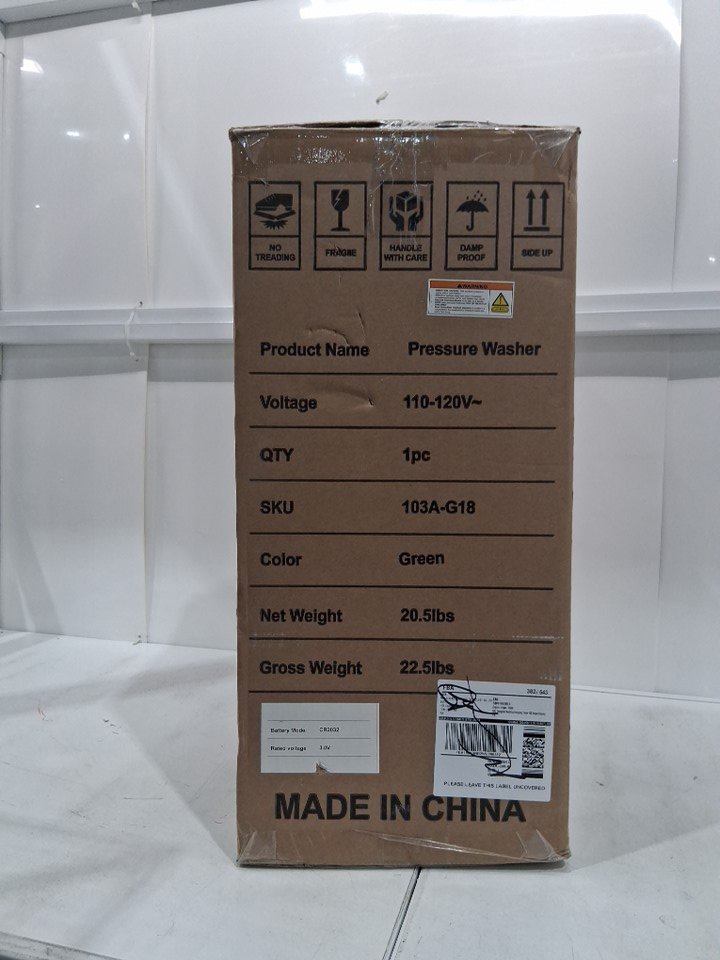 NO
TREADING
FRAGILE
HANDLE
WITH CARE
DAMP
PROOF
SIDE UP
WARNING
Product Name Pressure Washer
Voltage 110-120V~
QTY 1pc
SKU 103A-G18
Color Green
Net Weight 20.5lbs
Gross Weight 22.5lbs
FBA
Battery Model CR2032
Rated voltage 3.0V
PLEASE LEAVE THIS LABEL UNCOVERED
MADE IN CHINA